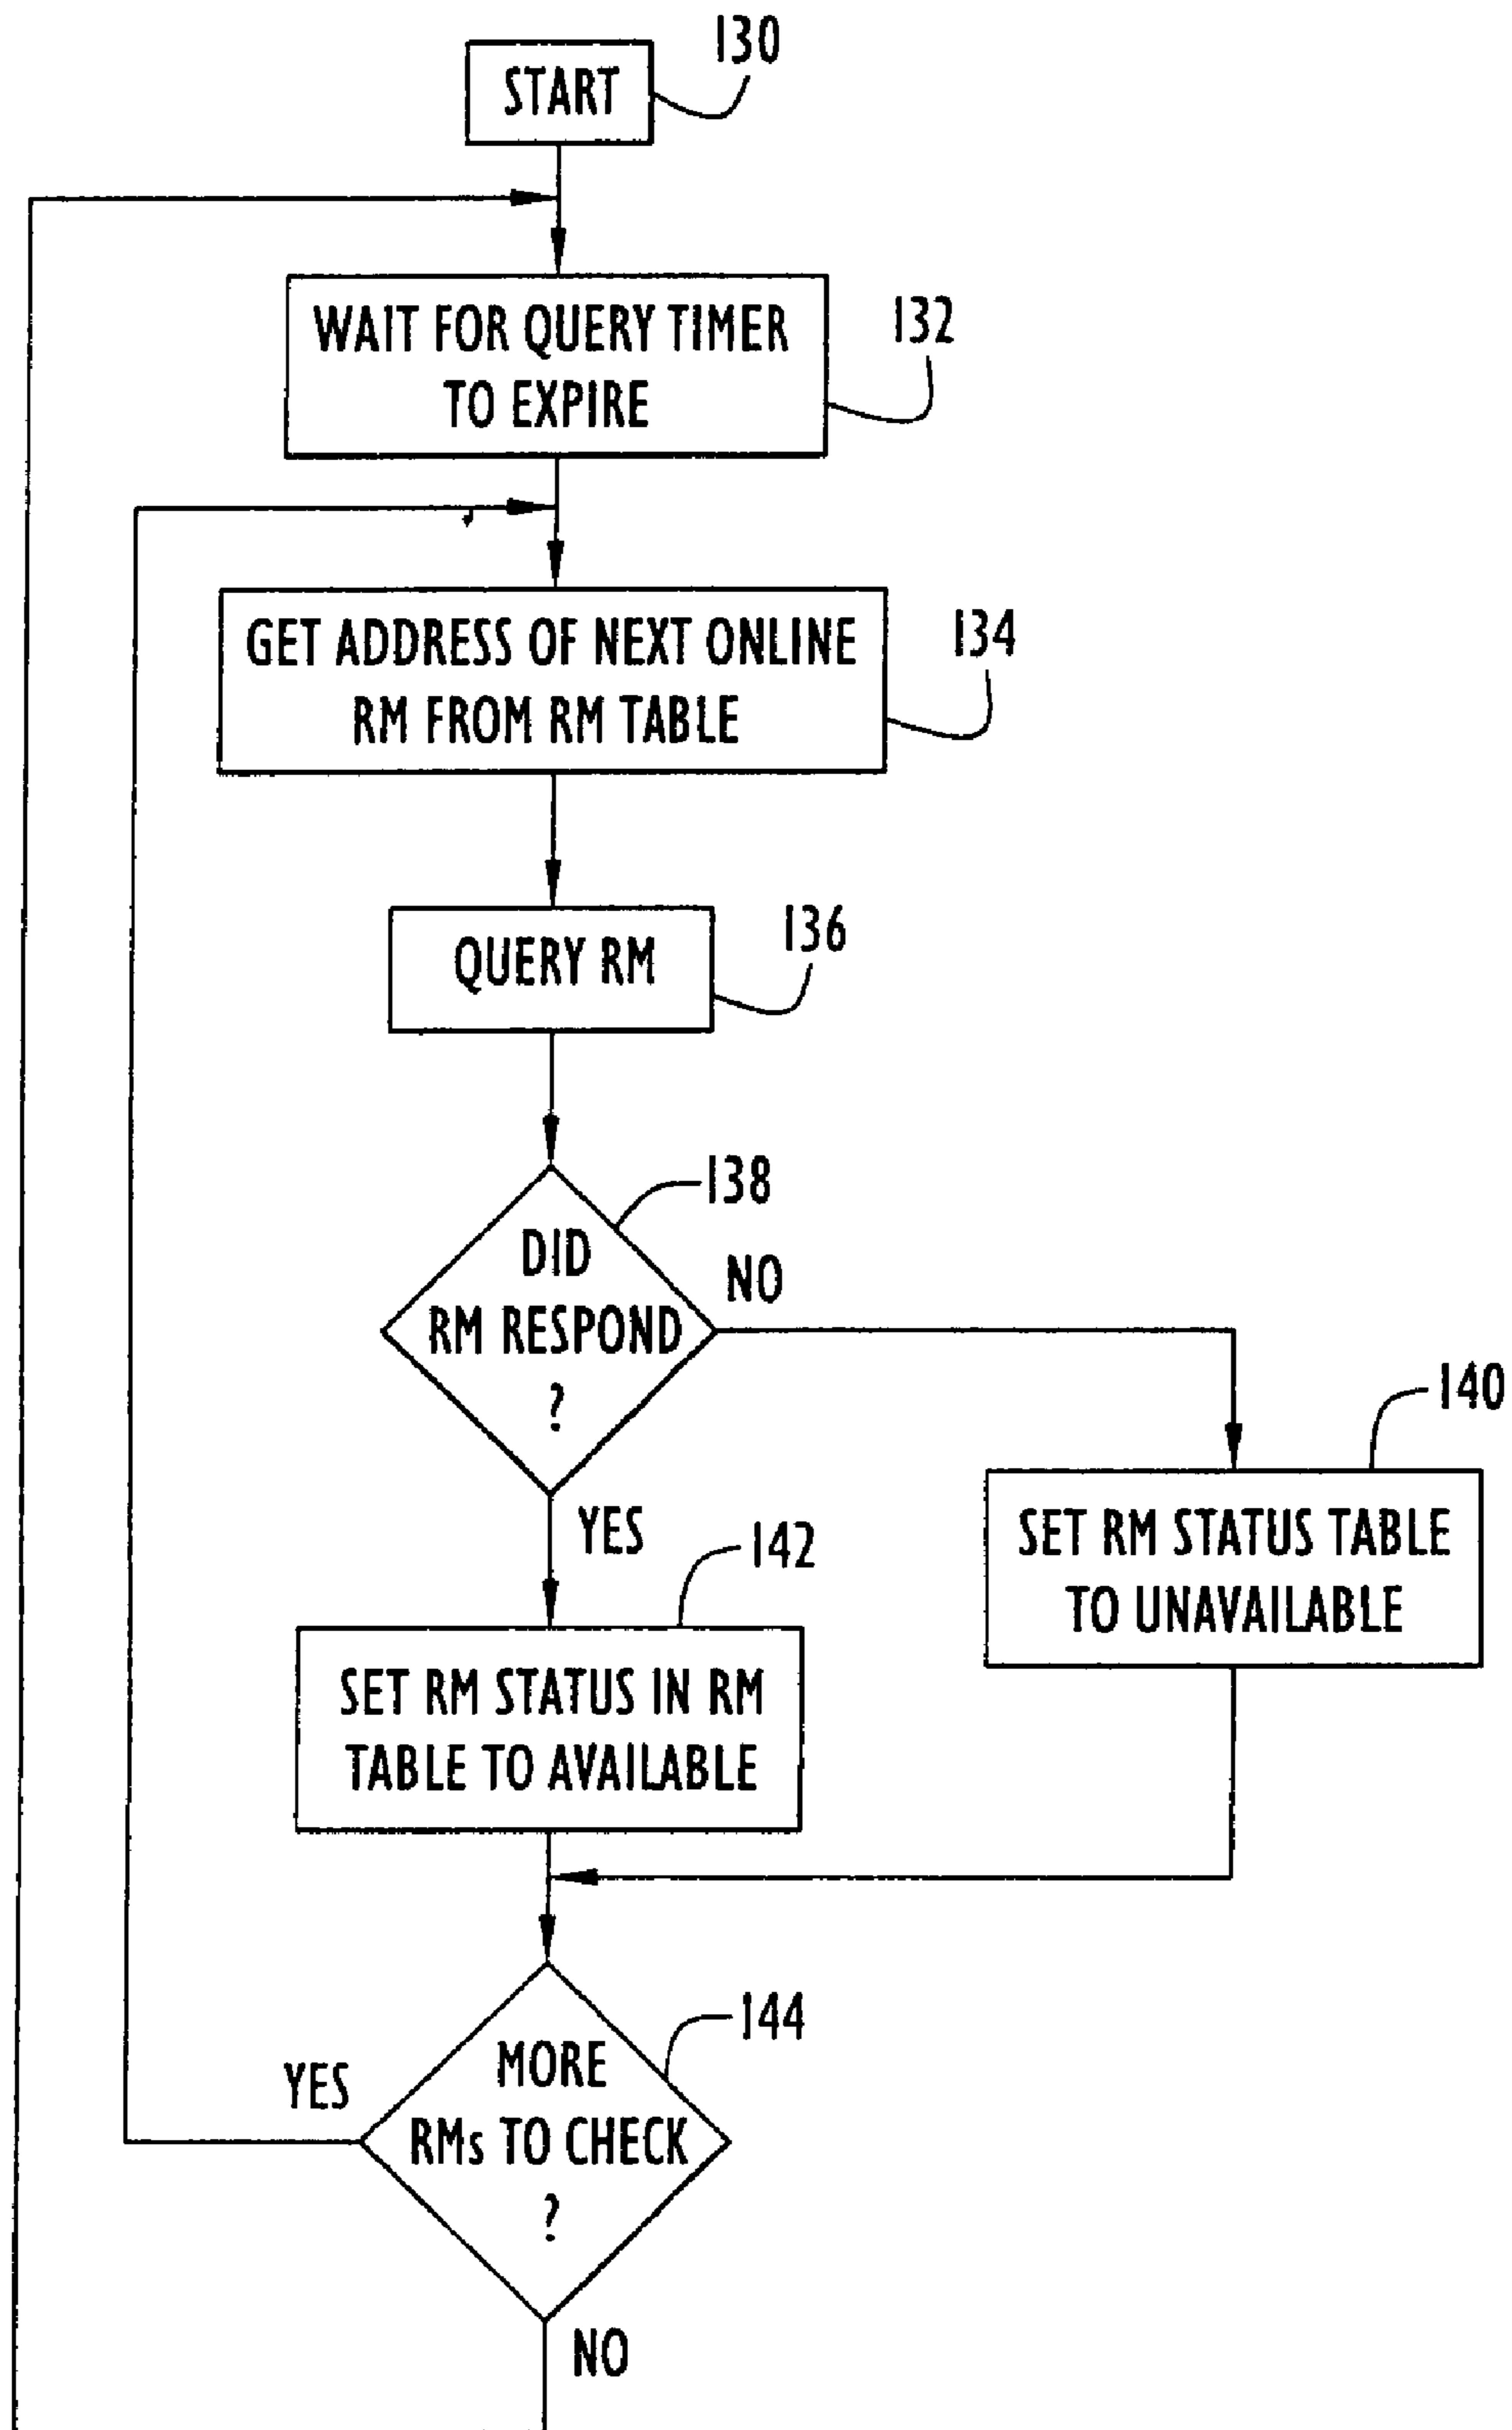 130
START
132
WAIT FOR QUERY TIMER
TO EXPIRE
134
GET ADDRESS OF NEXT ONLINE
RM FROM RM TABLE
136
QUERY RM
138
DID
RM RESPOND
?
NO
140
SET RM STATUS TABLE
TO UNAVAILABLE
YES
142
SET RM STATUS IN RM
TABLE TO AVAILABLE
144
MORE
RMs TO CHECK
?
YES
NO